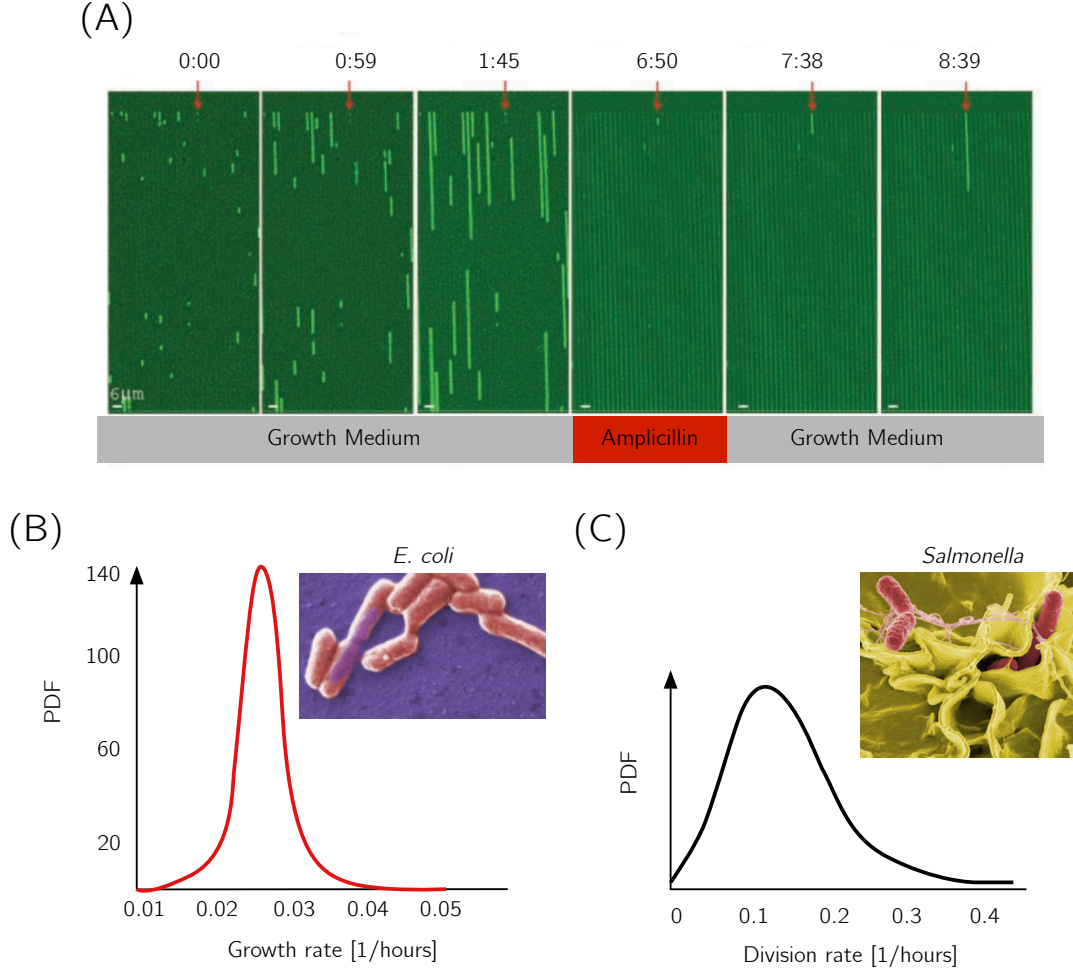 (A)
0:00 0:59 1:45 6:50 7:38 8:39
6μm
Growth Medium Amplicillin Growth Medium
(B)
E. coli
140
100
60
20
PDF
0.01 0.02 0.03 0.04 0.05
Growth rate [1/hours]
(C)
Salmonella
PDF
0 0.1 0.2 0.3 0.4
Division rate [1/hours]